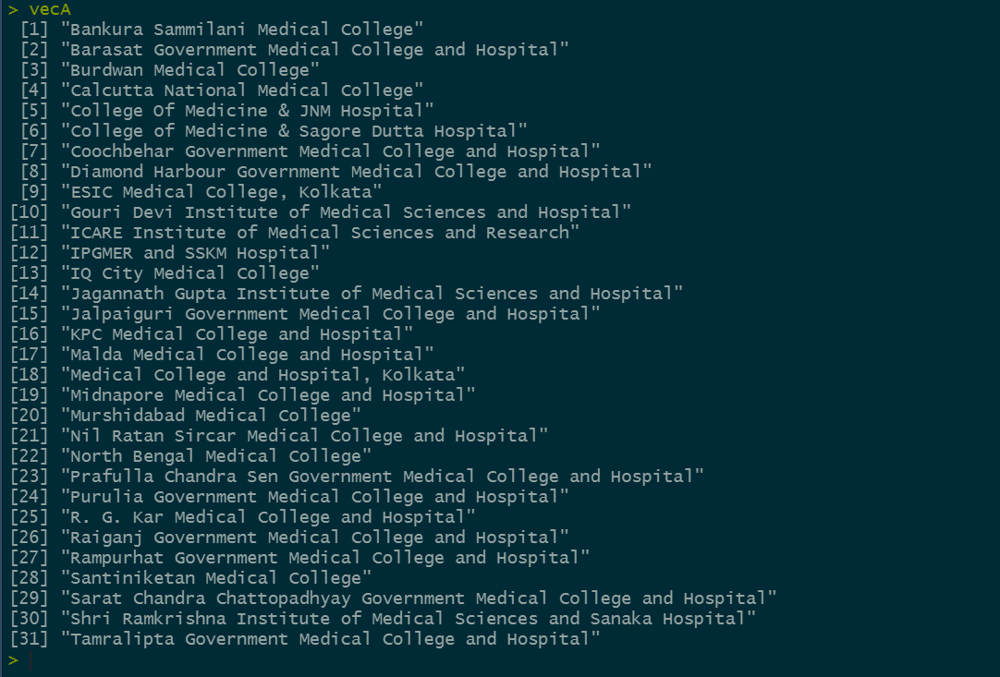 > vecA
[1] "Bankura Sammilani Medical College"
[2] "Barasat Government Medical College and Hospital"
[3] "Burdwan Medical College"
[4] "Calcutta National Medical College"
[5] "College Of Medicine & JNM Hospital"
[6] "College of Medicine & Sagore Dutta Hospital"
[7] "Coochbehar Government Medical College and Hospital"
[8] "Diamond Harbour Government Medical College and Hospital"
[9] "ESIC Medical College, Kolkata"
[10] "Gouri Devi Institute of Medical Sciences and Hospital"
[11] "ICARE Institute of Medical Sciences and Research"
[12] "IPGMER and SSKM Hospital"
[13] "IQ City Medical College"
[14] "Jagannath Gupta Institute of Medical Sciences and Hospital"
[15] "Jalpaiguri Government Medical College and Hospital"
[16] "KPC Medical College and Hospital"
[17] "Malda Medical College and Hospital"
[18] "Medical College and Hospital, Kolkata"
[19] "Midnapore Medical College and Hospital"
[20] "Murshidabad Medical College"
[21] "Nil Ratan Sircar Medical College and Hospital"
[22] "North Bengal Medical College"
[23] "Prafulla Chandra Sen Government Medical College and Hospital"
[24] "Purulia Government Medical College and Hospital"
[25] "R. G. Kar Medical College and Hospital"
[26] "Raiganj Government Medical College and Hospital"
[27] "Rampurhat Government Medical College and Hospital"
[28] "Santiniketan Medical College"
[29] "Sarat Chandra Chattopadhyay Government Medical College and Hospital"
[30] "Shri Ramkrishna Institute of Medical Sciences and Sanaka Hospital"
[31] "Tamralipta Government Medical College and Hospital"
>